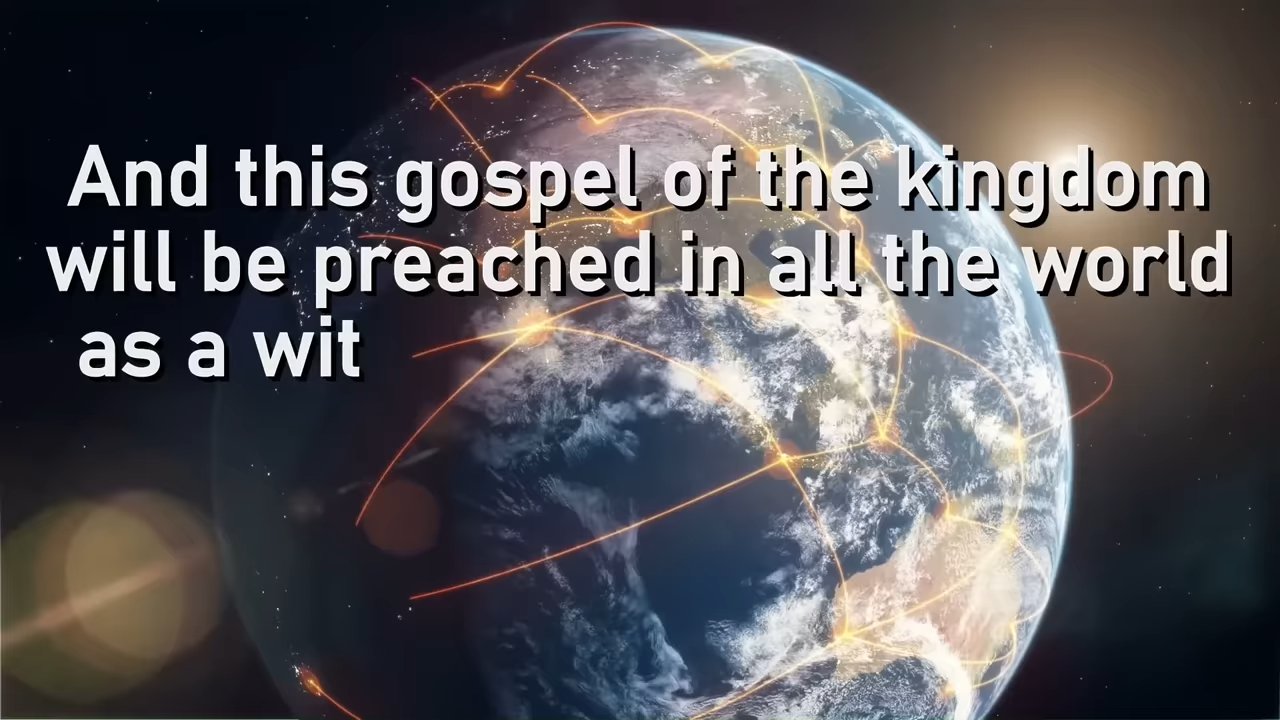 And this gospel of the kingdom
will be preached in all the world
as a wit